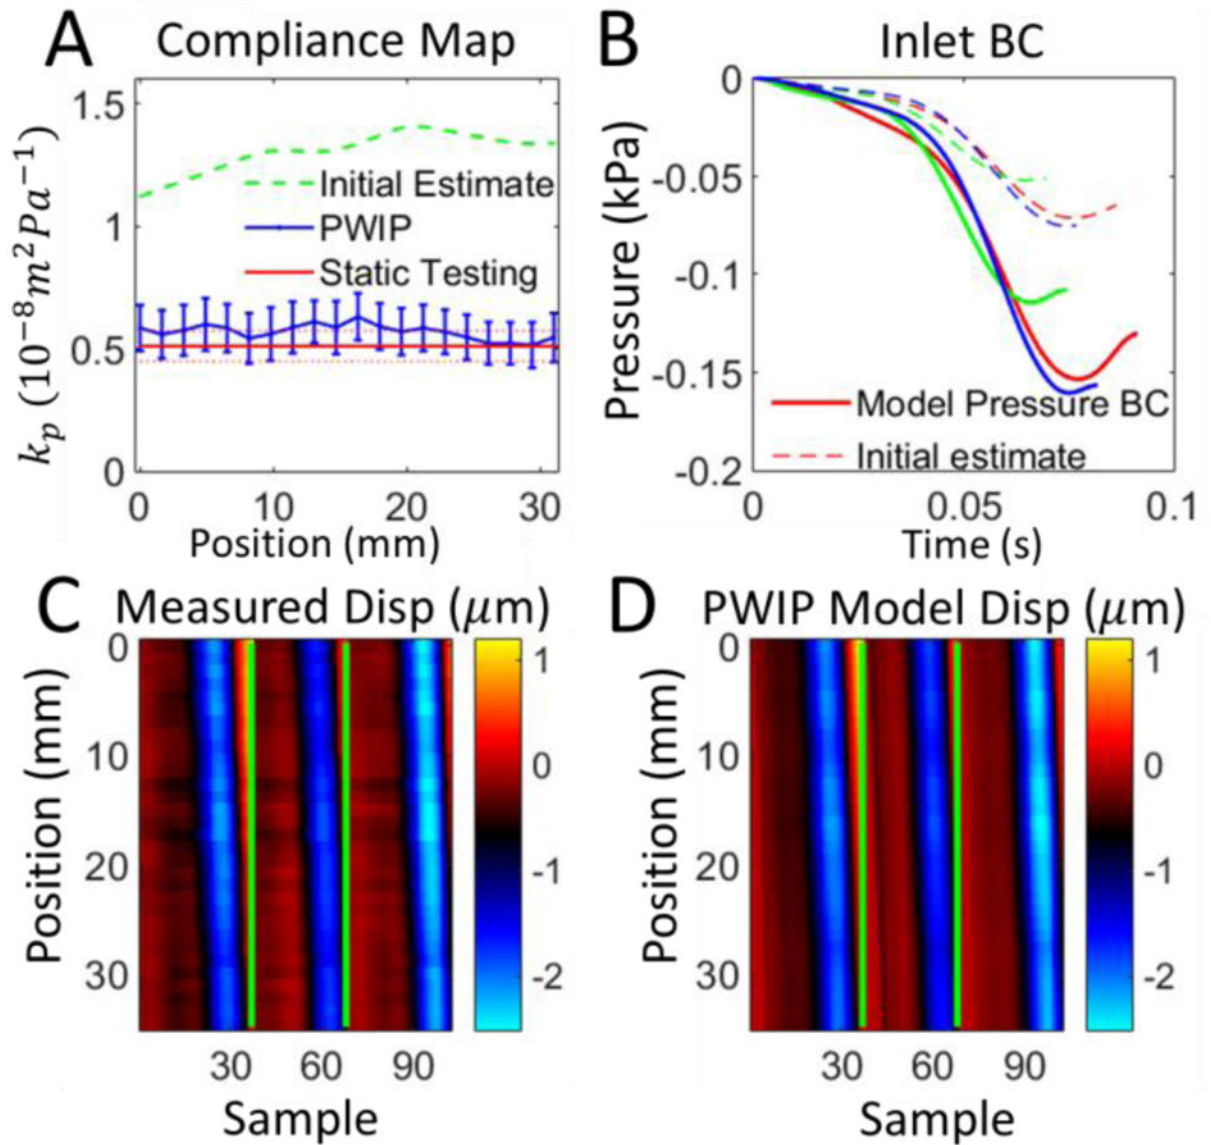 A Compliance Map
1.5
1
0.5
0
k_p (10^{-8}m^2Pa^{-1})
Initial Estimate
PWIP
Static Testing
0 10 20 30
Position (mm)
B Inlet BC
0
-0.05
-0.1
-0.15
-0.2
Pressure (kPa)
Model Pressure BC
Initial estimate
0 0.05 0.1
Time (s)
C Measured Disp (μm)
0
10
20
30
Position (mm)
1
0
-1
-2
30 60 90
Sample
D PWIP Model Disp (μm)
0
10
20
30
Position (mm)
1
0
-1
-2
30 60 90
Sample